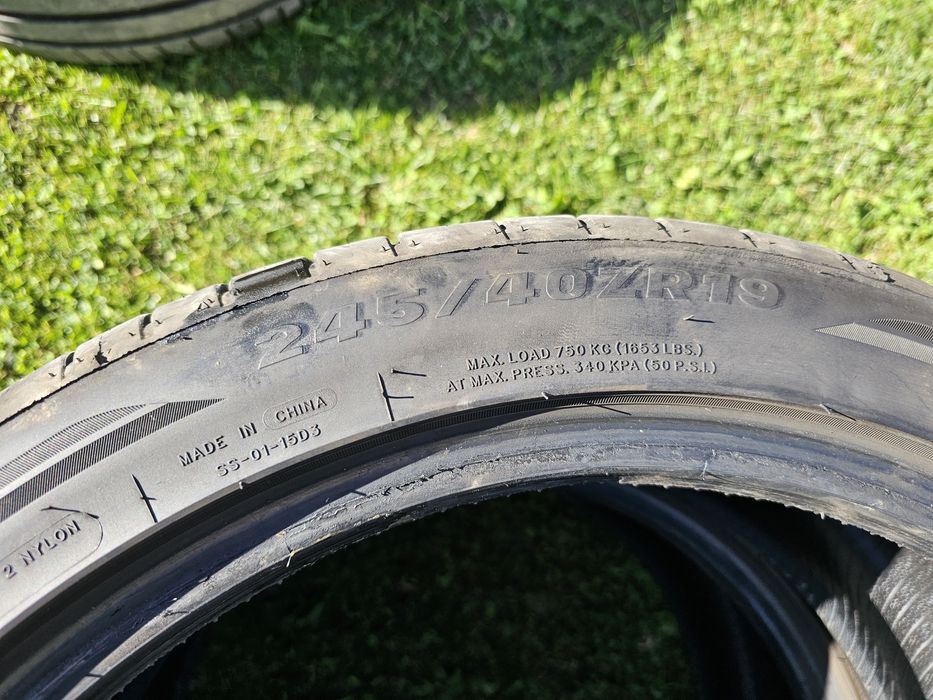 245/40ZR19
MAX. LOAD 750 KG (1653 LBS.)
AT MAX. PRESS. 340 KPA (50 P.S.I.)
MADE IN CHINA
SS-01-15D3
2 NYLON